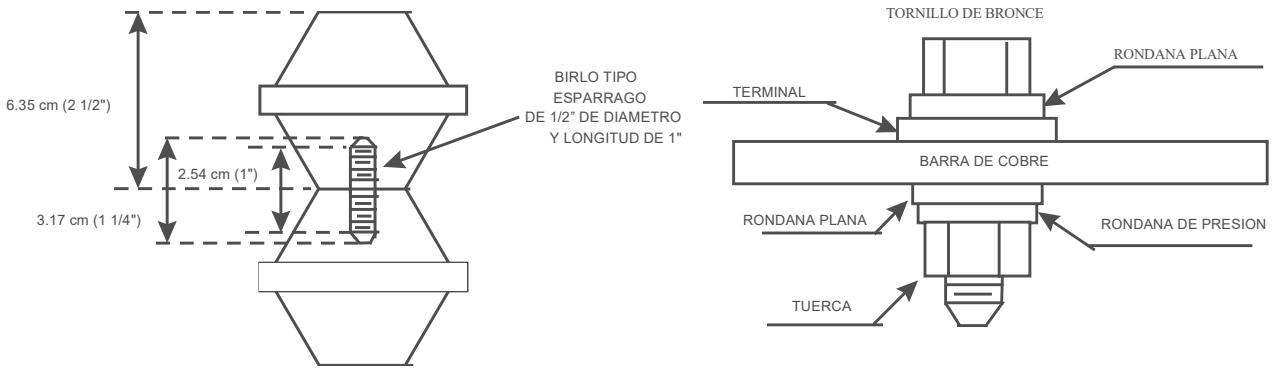 6.35 cm (2 1/2")
2.54 cm (1")
3.17 cm (1 1/4")
BIRLO TIPO
ESPARRAGO
DE 1/2” DE DIAMETRO
Y LONGITUD DE 1"
TORNILLO DE BRONCE
RONDANA PLANA
TERMINAL
BARRA DE COBRE
RONDANA PLANA
RONDANA DE PRESION
TUERCA